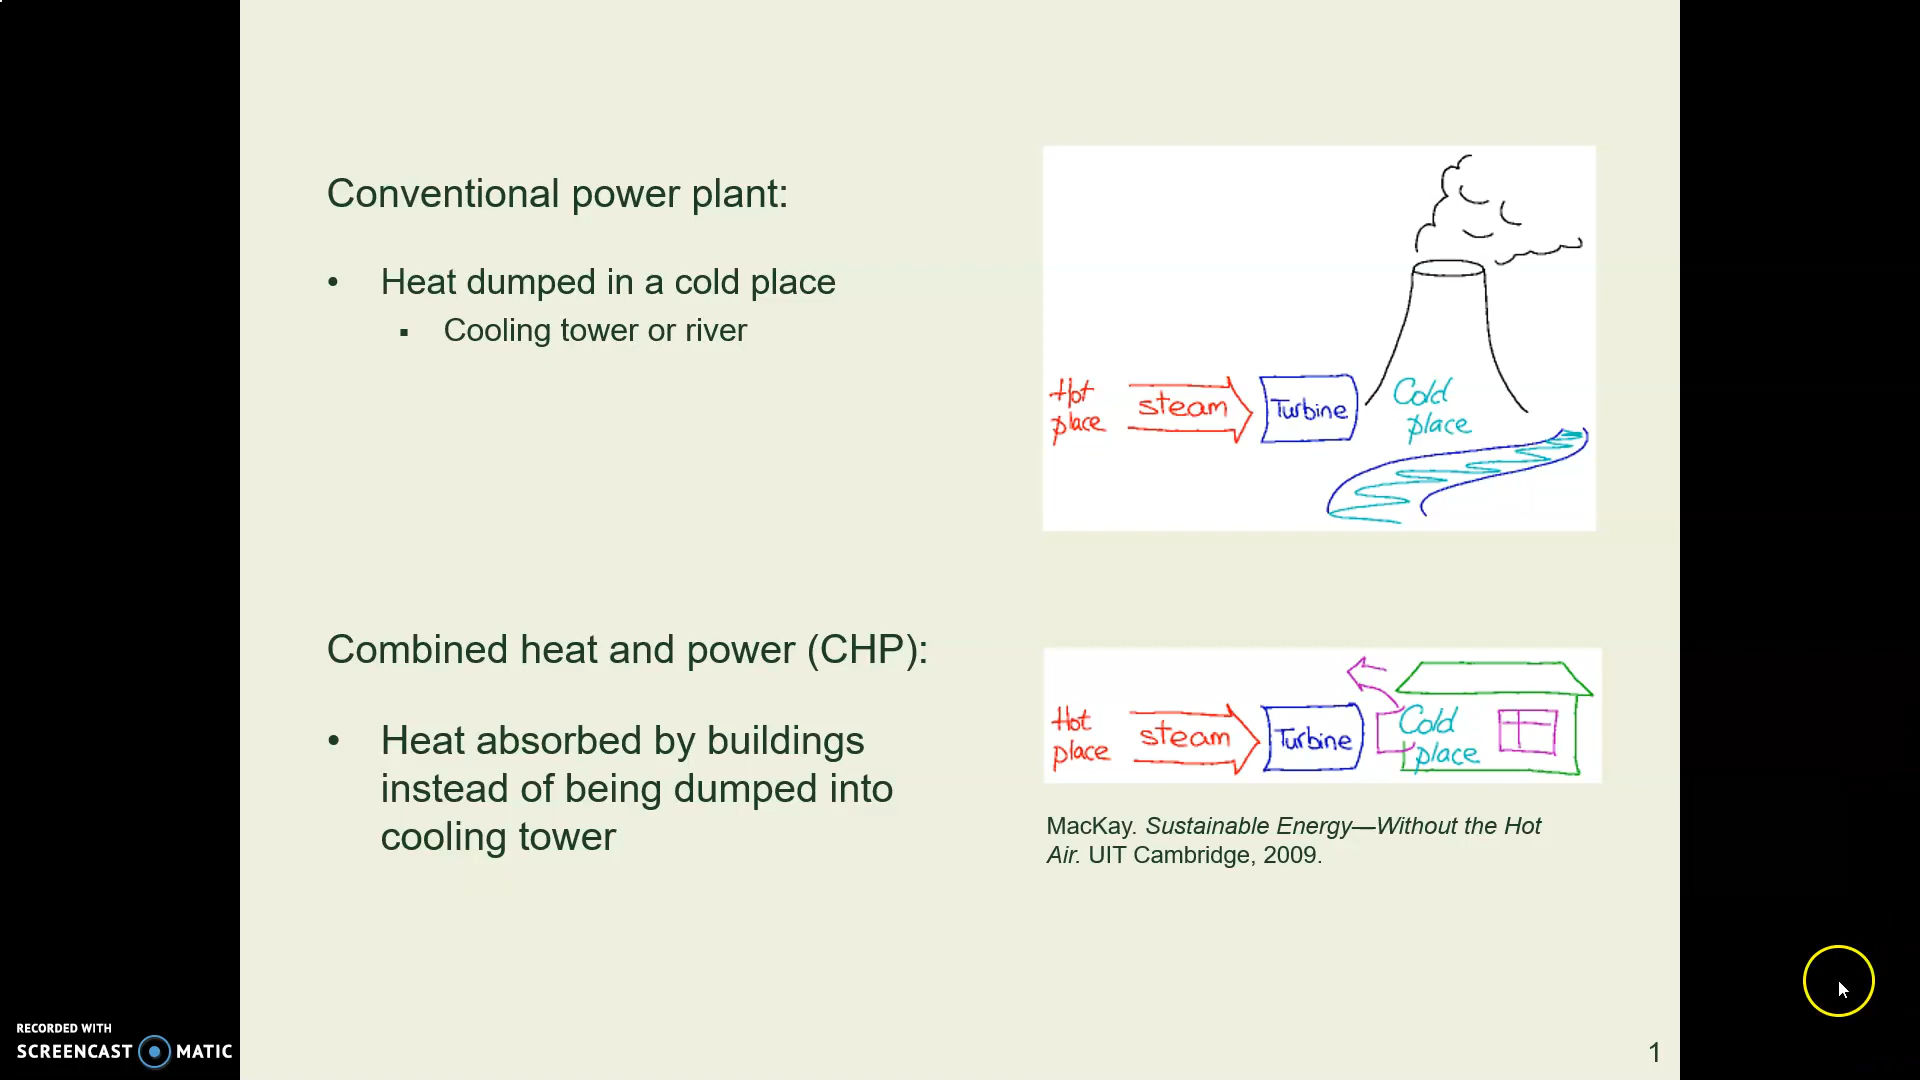 Conventional power plant:
• Heat dumped in a cold place
▪ Cooling tower or river
Hot
place
steam
Turbine
Cold
place
Combined heat and power (CHP):
• Heat absorbed by buildings
instead of being dumped into
cooling tower
Hot
place
steam
Turbine
Cold
place
MacKay. Sustainable Energy—Without the Hot
Air. UIT Cambridge, 2009.
RECORDED WITH
SCREENCAST MATIC
1